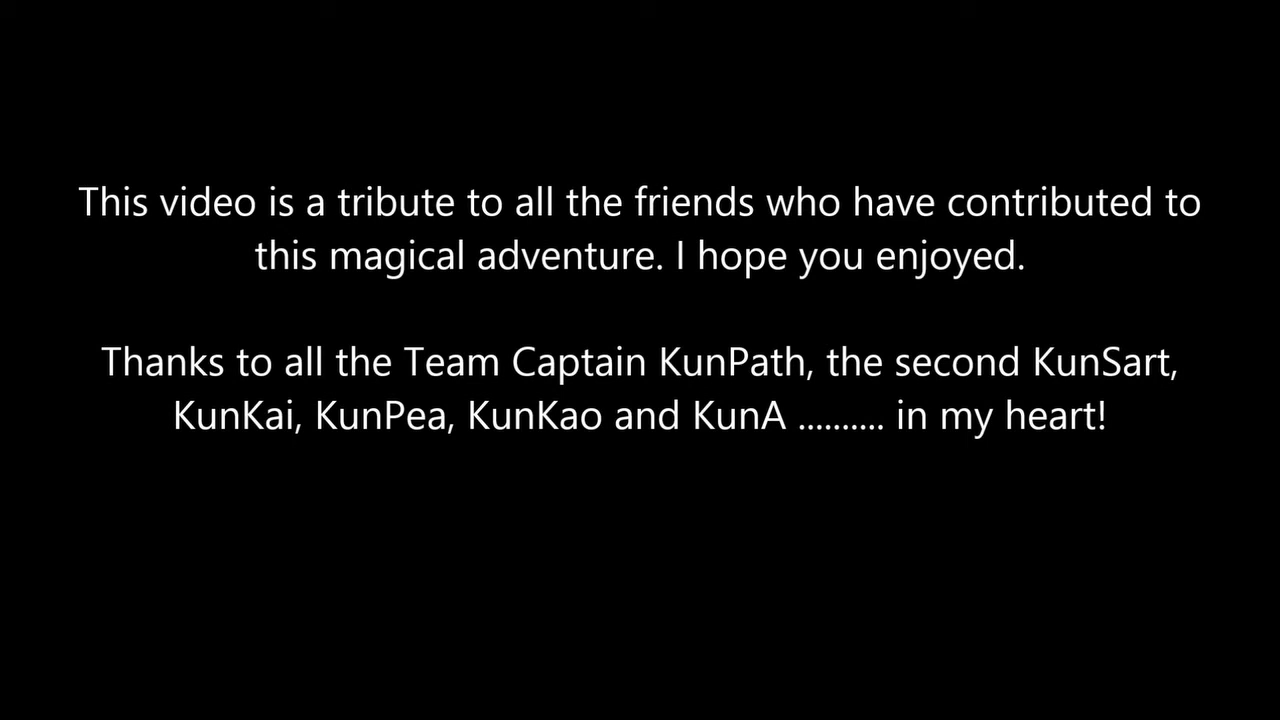 This video is a tribute to all the friends who have contributed to
this magical adventure. I hope you enjoyed.
Thanks to all the Team Captain KunPath, the second KunSart,
KunKai, KunPea, KunKao and KunA .......... in my heart!